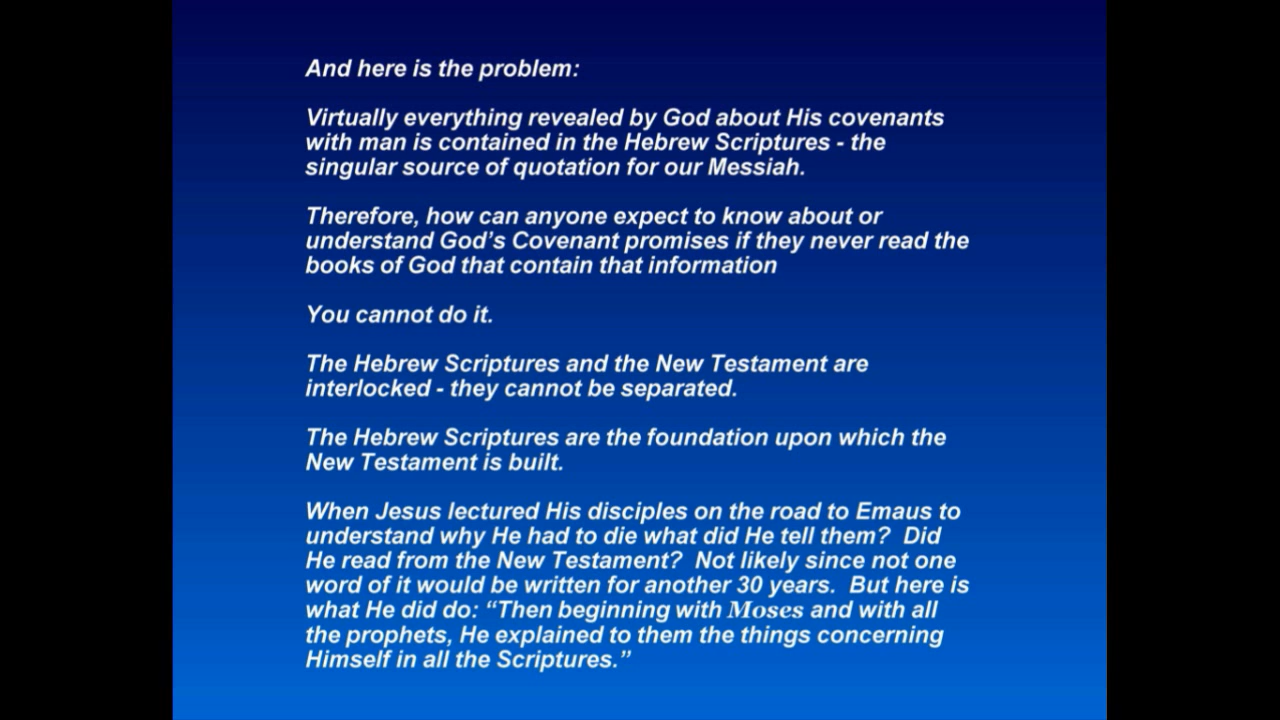 And here is the problem:
Virtually everything revealed by God about His covenants
with man is contained in the Hebrew Scriptures - the
singular source of quotation for our Messiah.
Therefore, how can anyone expect to know about or
understand God’s Covenant promises if they never read the
books of God that contain that information
You cannot do it.
The Hebrew Scriptures and the New Testament are
interlocked - they cannot be separated.
The Hebrew Scriptures are the foundation upon which the
New Testament is built.
When Jesus lectured His disciples on the road to Emaus to
understand why He had to die what did He tell them?  Did
He read from the New Testament?  Not likely since not one
word of it would be written for another 30 years.  But here is
what He did do: “Then beginning with Moses and with all
the prophets, He explained to them the things concerning
Himself in all the Scriptures.”